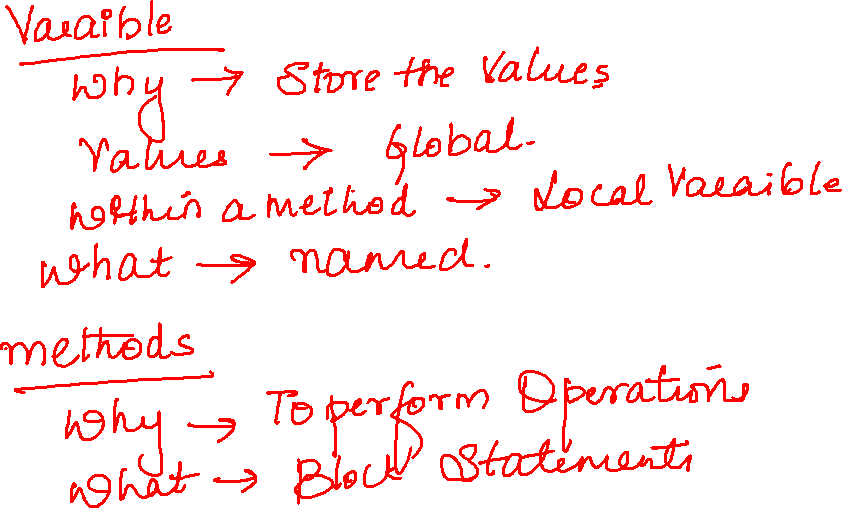 Varaible
Why → Store the Values
Values → Global.
Within a method → Local Varaible
What → named.
methods
Why → To perform Operations
What → Block Statements